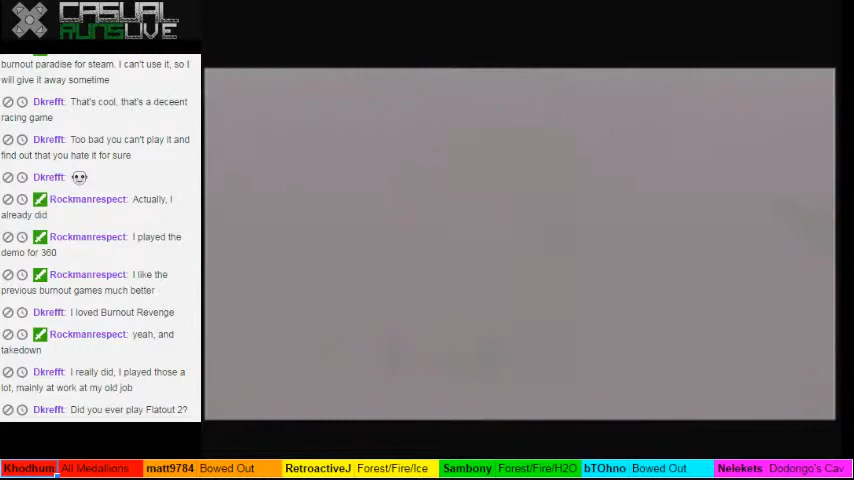 CASUAL
RUNSLIVE
burnout paradise for steam. I can't use it, so I
will give it away sometime
Dkrefft: That's cool, that's a deceent
racing game
Dkrefft: Too bad you can't play it and
find out that you hate it for sure
Dkrefft:
Rockmanrespect: Actually, I
already did
Rockmanrespect: I played the
demo for 360
Rockmanrespect: I like the
previous burnout games much better
Dkrefft: I loved Burnout Revenge
Rockmanrespect: yeah, and
takedown
Dkrefft: I really did, I played those a
lot, mainly at work at my old job
Dkrefft: Did you ever play Flatout 2?
Khodhum All Medallions matt9784 Bowed Out RetroactiveJ Forest/Fire/Ice Sambony Forest/Fire/H2O bTOhno Bowed Out Nelekets Dodongo's Cav